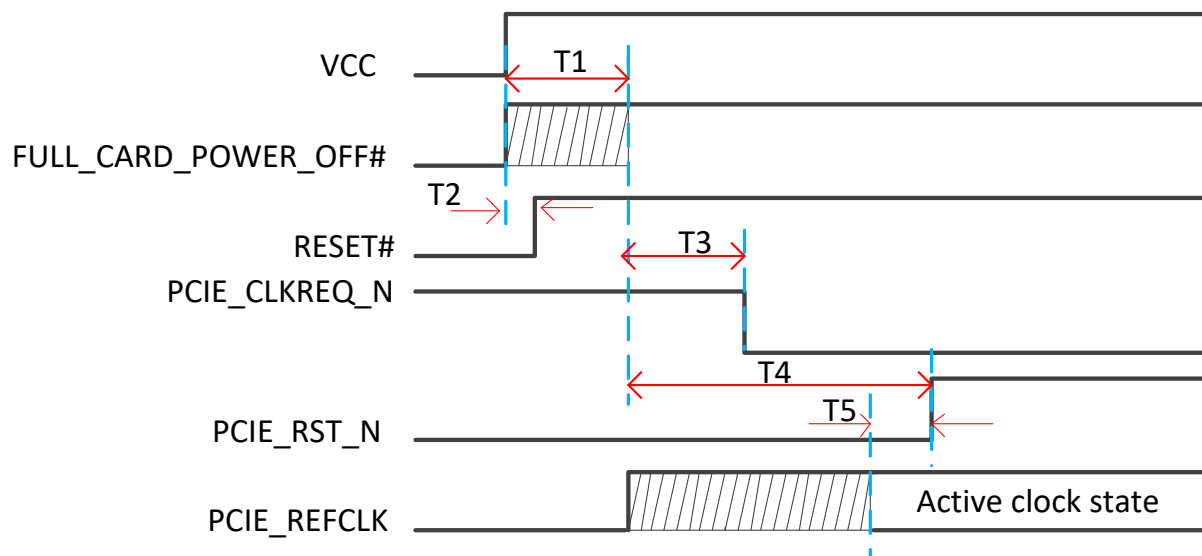 VCC
T1
FULL_CARD_POWER_OFF#
T2
RESET#
T3
PCIE_CLKREQ_N
T4
T5
PCIE_RST_N
PCIE_REFCLK
Active clock state